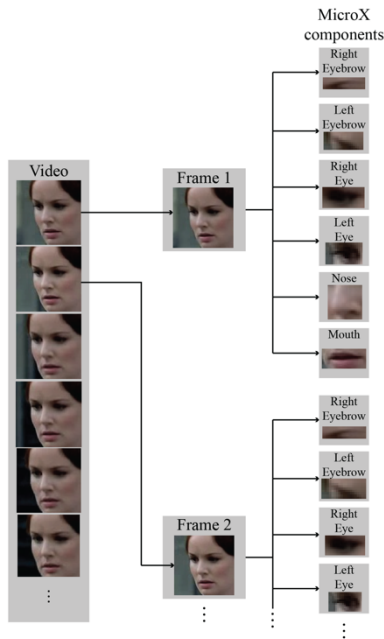 MicroX
components
Right
Eyebrow
Left
Eyebrow
Video
Frame 1
Right
Eye
Left
Eye
Nose
Mouth
Right
Eyebrow
Left
Eyebrow
Frame 2
Right
Eye
Left
Eye